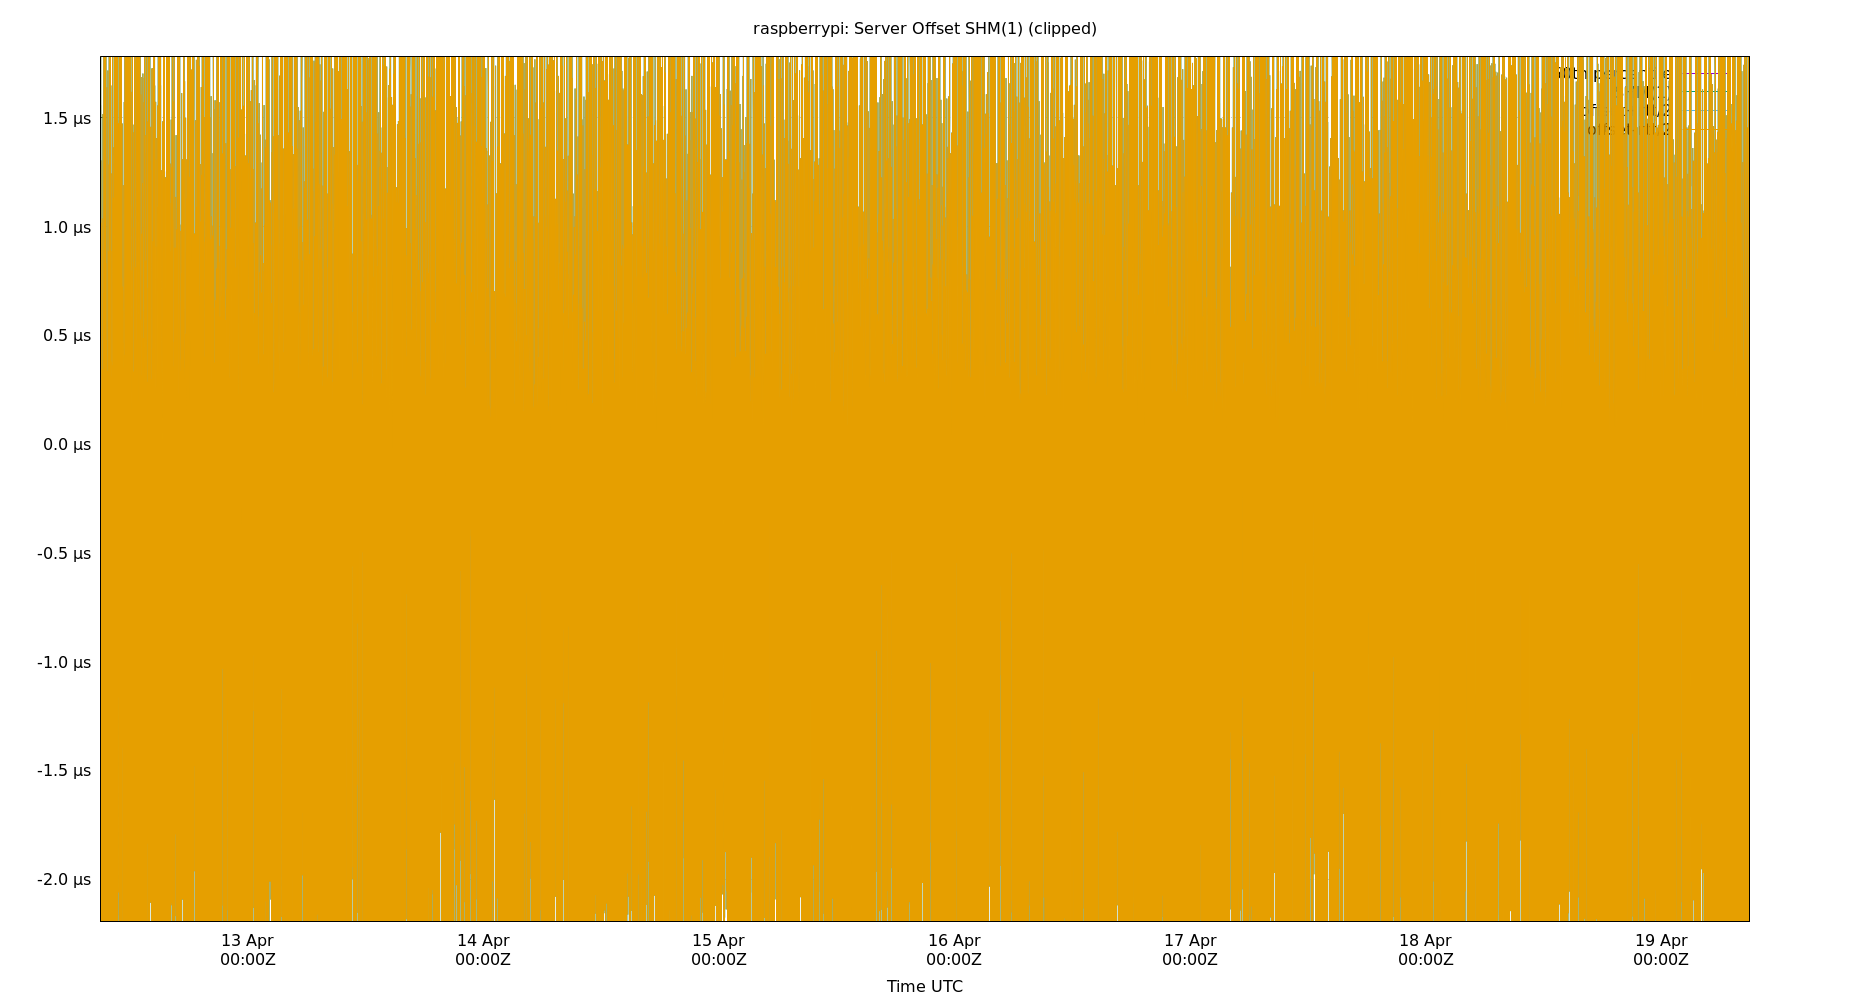 raspberrypi: Server Offset SHM(1) (clipped)
1.5 µs
1.0 µs
0.5 µs
0.0 µs
-0.5 µs
-1.0 µs
-1.5 µs
-2.0 µs
13 Apr 14 Apr 15 Apr 16 Apr 17 Apr 18 Apr 19 Apr
00:00Z 00:00Z 00:00Z 00:00Z 00:00Z 00:00Z 00:00Z
Time UTC